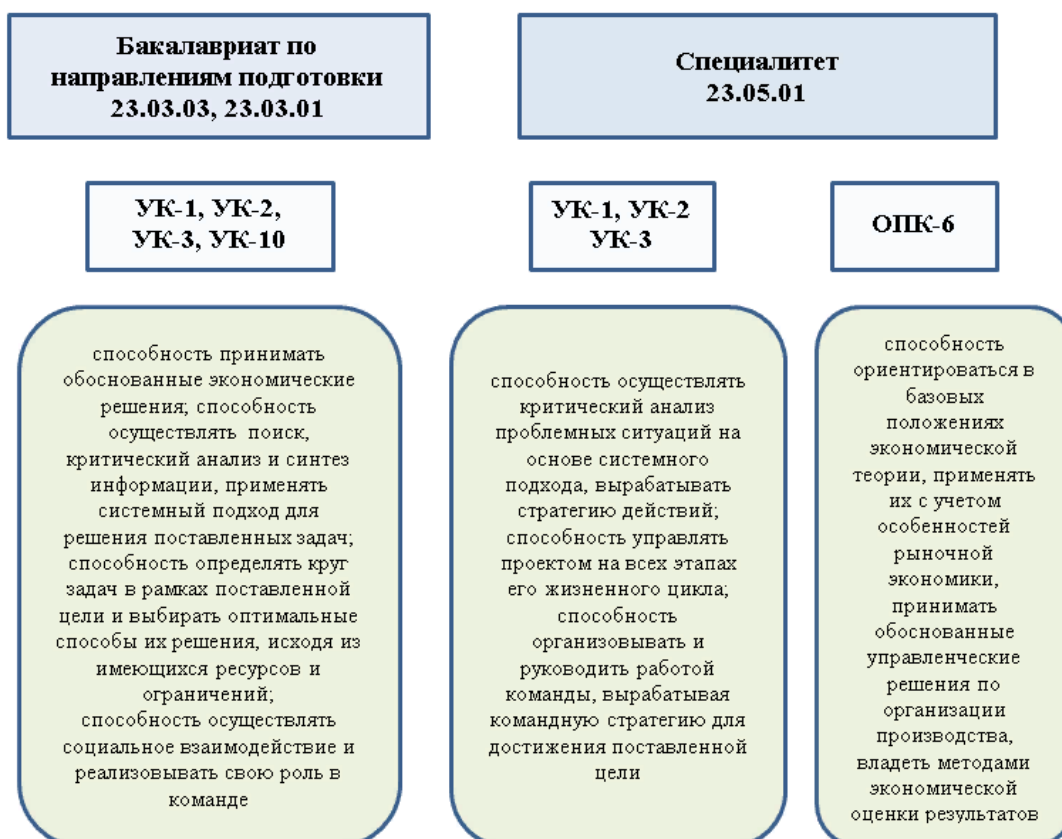 Бакалавриат по
направлениям подготовки
23.03.03, 23.03.01
Специалитет
23.05.01
УК-1, УК-2,
УК-3, УК-10
УК-1, УК-2
УК-3
ОПК-6
способность принимать
обоснованные экономические
решения; способность
осуществлять поиск,
критический анализ и синтез
информации, применять
системный подход для
решения поставленных задач;
способность определять круг
задач в рамках поставленной
цели и выбирать оптимальные
способы их решения, исходя из
имеющихся ресурсов и
ограничений;
способность осуществлять
социальное взаимодействие и
реализовывать свою роль в
команде
способность осуществлять
критический анализ
проблемных ситуаций на
основе системного
подхода, вырабатывать
стратегию действий;
способность управлять
проектом на всех этапах
его жизненного цикла;
способность
организовывать и
руководить работой
команды, вырабатывая
командную стратегию для
достижения поставленной
цели
способность
ориентироваться в
базовых
положениях
экономической
теории, применять
их с учетом
особенностей
рыночной
экономики,
принимать
обоснованные
управленческие
решения по
организации
производства,
владеть методами
экономической
оценки результатов